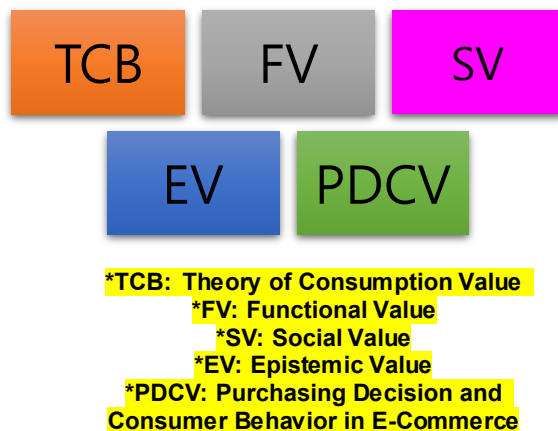 TCB FV SV
EV PDCV
*TCB: Theory of Consumption Value
*FV: Functional Value
*SV: Social Value
*EV: Epistemic Value
*PDCV: Purchasing Decision and
Consumer Behavior in E-Commerce